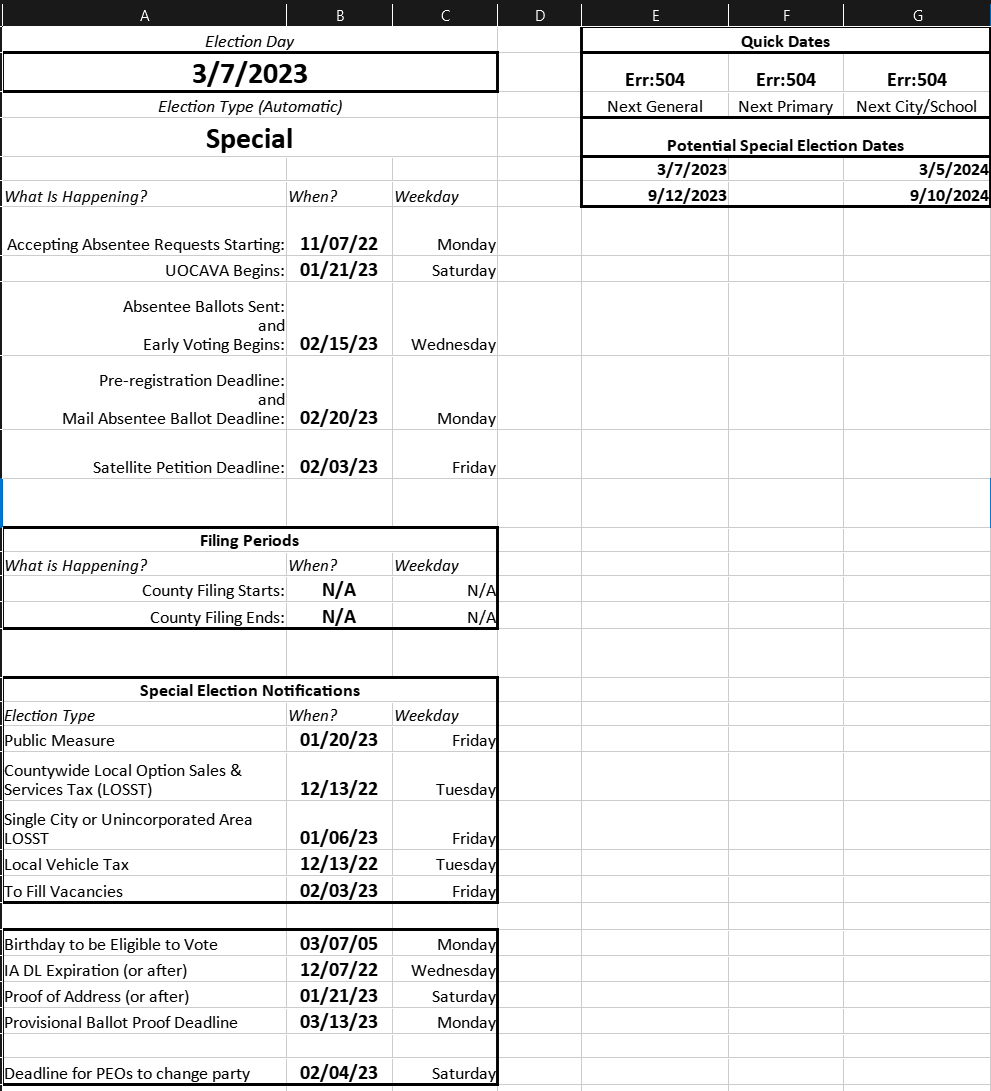 A B C D E F G
Election Day Quick Dates
3/7/2023 Err:504 Err:504 Err:504
Election Type (Automatic) Next General Next Primary Next City/School
Special Potential Special Election Dates
3/7/2023 3/5/2024
What Is Happening? When? Weekday 9/12/2023 9/10/2024
Accepting Absentee Requests Starting: 11/07/22 Monday
UOCAVA Begins: 01/21/23 Saturday
Absentee Ballots Sent:
and
Early Voting Begins: 02/15/23 Wednesday
Pre-registration Deadline:
and
Mail Absentee Ballot Deadline: 02/20/23 Monday
Satellite Petition Deadline: 02/03/23 Friday
Filing Periods
What is Happening? When? Weekday
County Filing Starts: N/A N/A
County Filing Ends: N/A N/A
Special Election Notifications
Election Type When? Weekday
Public Measure 01/20/23 Friday
Countywide Local Option Sales &
Services Tax (LOSST) 12/13/22 Tuesday
Single City or Unincorporated Area
LOSST 01/06/23 Friday
Local Vehicle Tax 12/13/22 Tuesday
To Fill Vacancies 02/03/23 Friday
Birthday to be Eligible to Vote 03/07/05 Monday
IA DL Expiration (or after) 12/07/22 Wednesday
Proof of Address (or after) 01/21/23 Saturday
Provisional Ballot Proof Deadline 03/13/23 Monday
Deadline for PEOs to change party 02/04/23 Saturday